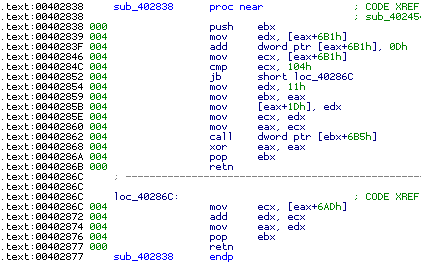 .text:00402838 sub_402838 proc near ; CODE XREF
.text:00402838 ; sub_402454
.text:00402838 000 push ebx
.text:00402839 004 mov edx, [eax+6B1h]
.text:0040283F 004 add dword ptr [eax+6B1h], 0Dh
.text:00402846 004 mov ecx, [eax+6B1h]
.text:0040284C 004 cmp ecx, 104h
.text:00402852 004 jb short loc_40286C
.text:00402854 004 mov edx, 11h
.text:00402859 004 mov ebx, eax
.text:0040285B 004 mov [eax+1Dh], edx
.text:0040285E 004 mov ecx, edx
.text:00402860 004 mov eax, ecx
.text:00402862 004 call dword ptr [ebx+6B5h]
.text:00402868 004 xor eax, eax
.text:0040286A 004 pop ebx
.text:0040286B 000 retn
.text:0040286C ; ---------------------------------------------------------------------------
.text:0040286C
.text:0040286C
.text:0040286C loc_40286C: ; CODE XREF
.text:0040286C 004 mov ecx, [eax+6ADh]
.text:00402872 004 add edx, ecx
.text:00402874 004 mov eax, edx
.text:00402876 004 pop ebx
.text:00402877 000 retn
.text:00402877 sub_402838 endp